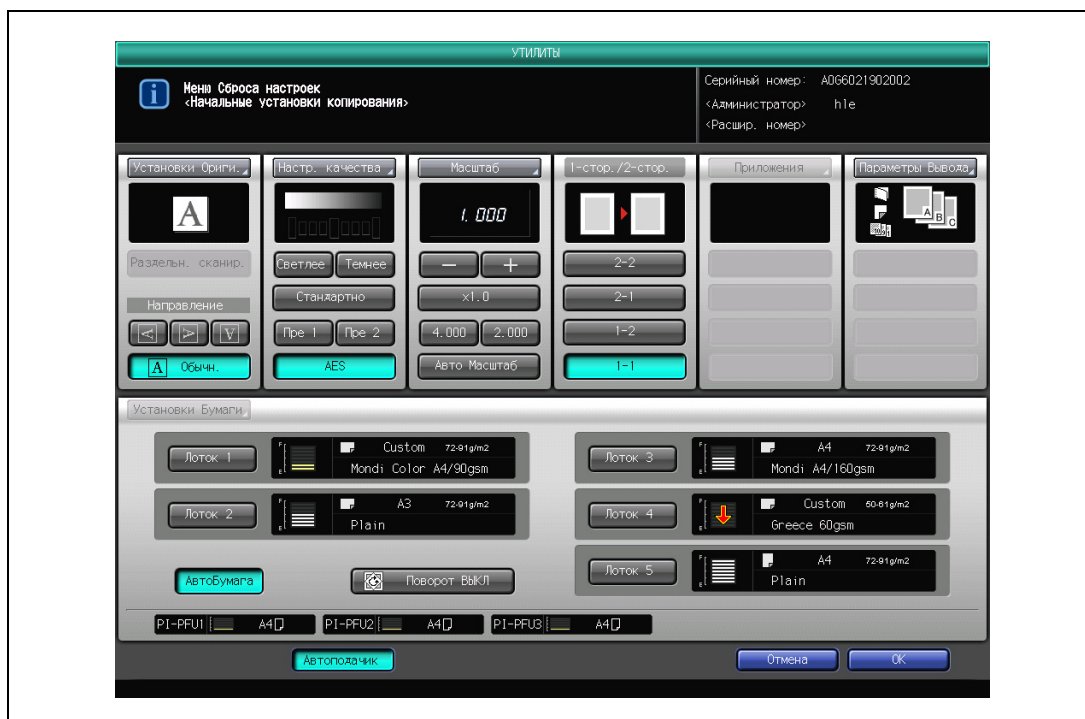 УТИЛИТЫ
Меню Сброса настроек
<Начальные установки копирования>
Серийный номер: A0G6021902002
<Администратор> hle
<Расшир. номер>
Установки Ориги.
Настр. качества
Масштаб
1-стор./2-стор.
Приложения
Параметры Вывода
A
1.000
A B C
Раздельн. сканир.
Светлее Темнее
− +
2-2
Направление
Стандартно
x1.0
2-1
A A A
Пре 1 Пре 2
4.000 2.000
1-2
A Обычн.
AES
Авто Масштаб
1-1
Установки Бумаги
Лоток 1
F
E
Custom 72-91g/m2
Mondi Color A4/90gsm
Лоток 3
F
E
A4 72-91g/m2
Mondi A4/160gsm
Лоток 2
F
E
A3 72-91g/m2
Plain
Лоток 4
F
E
Custom 60-61g/m2
Greece 60gsm
АвтоБумага
Поворот ВЫКЛ
Лоток 5
F
E
A4 72-91g/m2
Plain
PI-PFU1 A4
PI-PFU2 A4
PI-PFU3 A4
Автоподачик
Отмена
OK